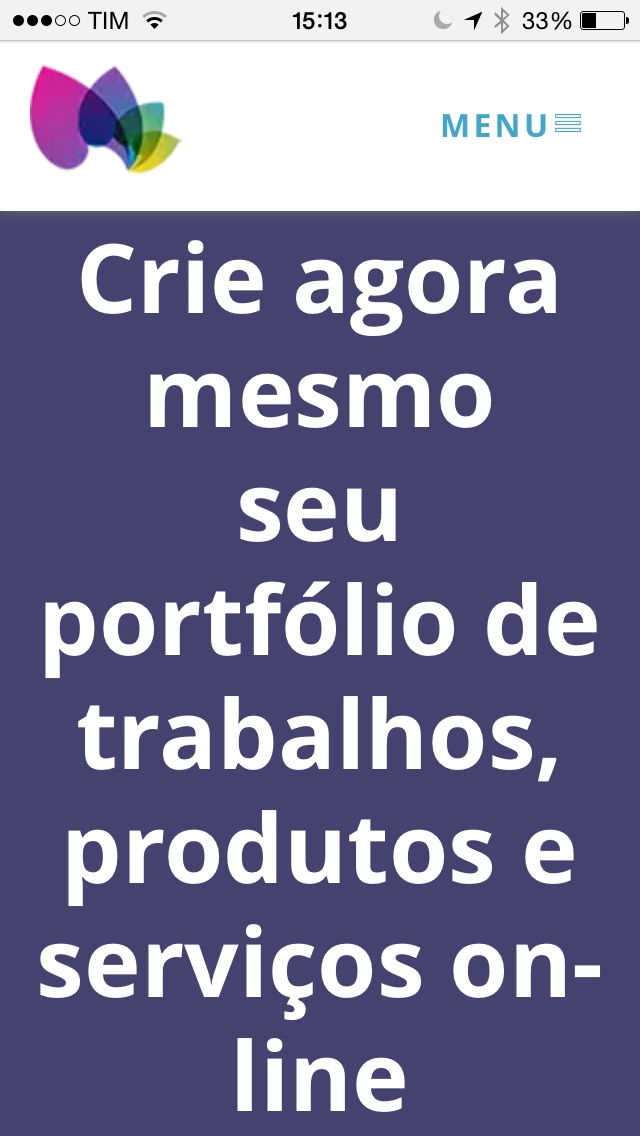 TIM 15:13 33%
MENU
Crie agora
mesmo
seu
portfólio de
trabalhos,
produtos e
serviços on-
line